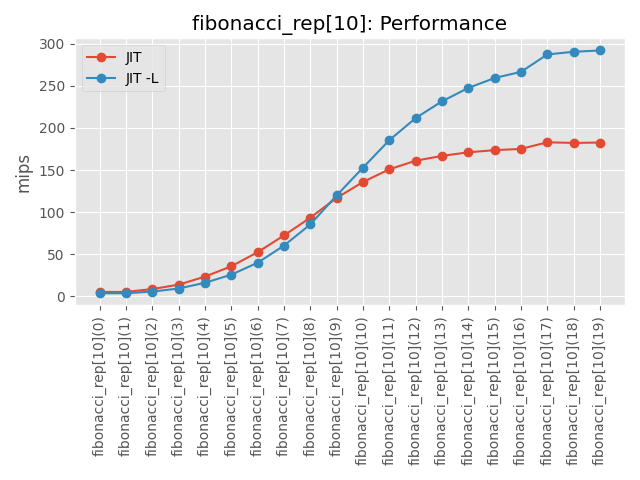 fibonacci_rep[10]: Performance
JIT
JIT -L
mips
300
250
200
150
100
50
0
fibonacci_rep[10](0)
fibonacci_rep[10](1)
fibonacci_rep[10](2)
fibonacci_rep[10](3)
fibonacci_rep[10](4)
fibonacci_rep[10](5)
fibonacci_rep[10](6)
fibonacci_rep[10](7)
fibonacci_rep[10](8)
fibonacci_rep[10](9)
fibonacci_rep[10](10)
fibonacci_rep[10](11)
fibonacci_rep[10](12)
fibonacci_rep[10](13)
fibonacci_rep[10](14)
fibonacci_rep[10](15)
fibonacci_rep[10](16)
fibonacci_rep[10](17)
fibonacci_rep[10](18)
fibonacci_rep[10](19)